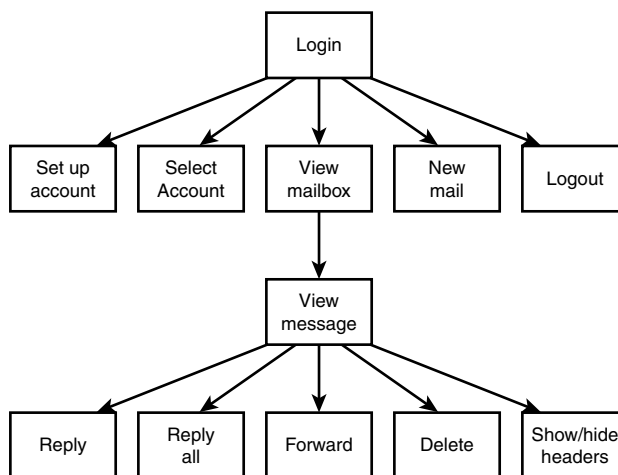 Login
Set up
account
Select
Account
View
mailbox
New
mail
Logout
View
message
Reply
Reply
all
Forward
Delete
Show/hide
headers